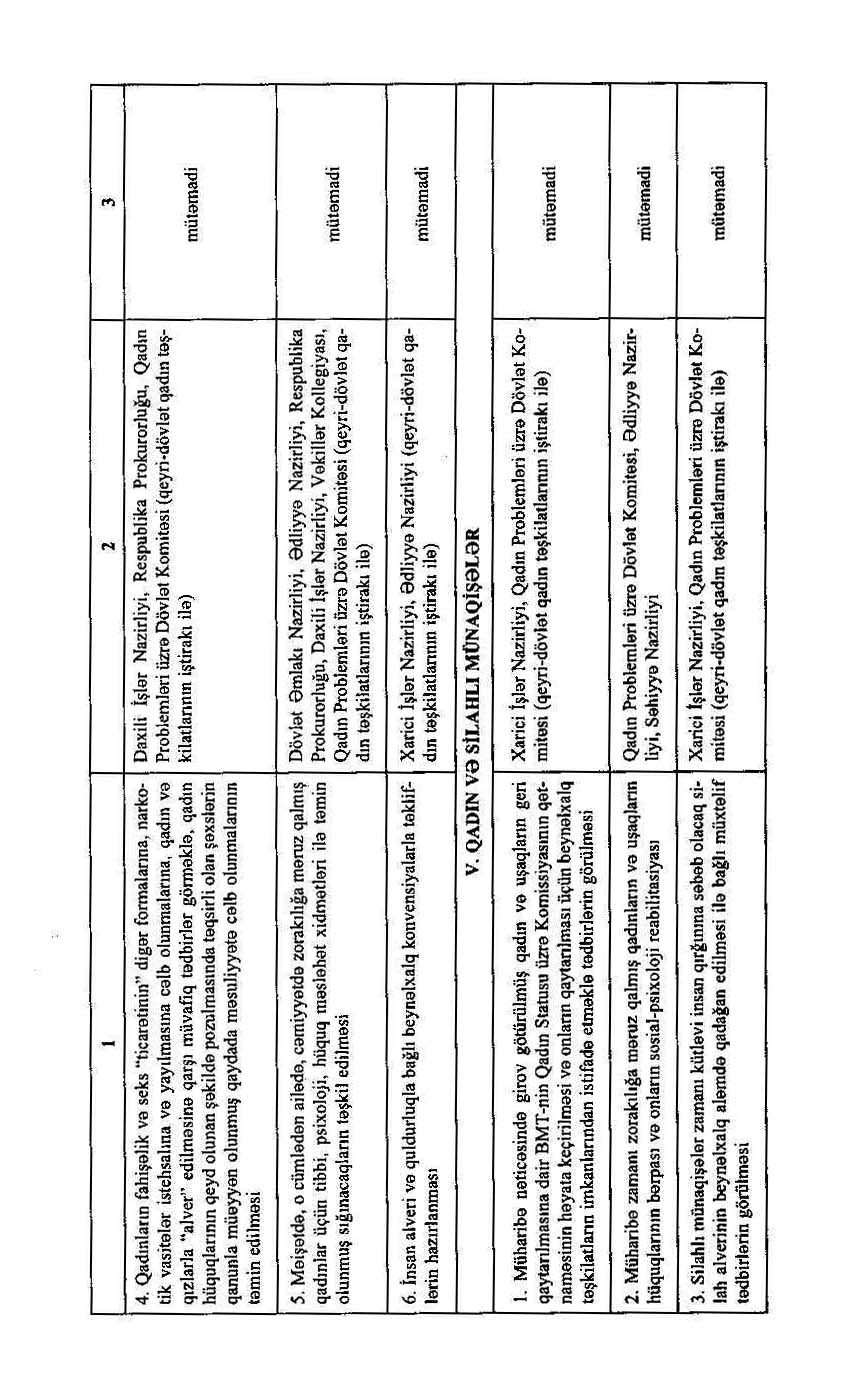 1
2
3
4. Qadınların fahişəlik və seks "ticarətinin" digər formalarına, narko-
tik vasitələr istehsalına və yayılmasına cəlb olunmalarına, qadın və
qızlarla "alver" edilməsinə qarşı müvafiq tədbirlər görməklə, qadın
hüquqlarının qeyd olunan şəkildə pozulmasında təqsirli olan şəxslərin
qanunla müəyyən olunmuş qaydada məsuliyyətə cəlb olunmalarının
təmin edilməsi
Daxili İşlər Nazirliyi, Respublika Prokurorluğu, Qadın
Problemləri üzrə Dövlət Komitəsi (qeyri-dövlət qadın təş-
kilatlarının iştirakı ilə)
mütəmadi
5. Məişətdə, o cümlədən ailədə, cəmiyyətdə zorakılığa məruz qalmış
qadınlar üçün tibbi, psixoloji, hüquq məsləhət xidmətləri ilə təmin
olunmuş sığınacaqların təşkil edilməsi
Dövlət Əmlakı Nazirliyi, Ədliyyə Nazirliyi, Respublika
Prokurorluğu, Daxili İşlər Nazirliyi, Vəkillər Kollegiyası,
Qadın Problemləri üzrə Dövlət Komitəsi (qeyri-dövlət qa-
dın təşkilatlarının iştirakı ilə)
mütəmadi
6. İnsan alveri və quldurluqla bağlı beynəlxalq konvensiyalarla təklif-
lərin hazırlanması
Xarici İşlər Nazirliyi, Ədliyyə Nazirliyi (qeyri-dövlət qa-
dın təşkilatlarının iştirakı ilə)
mütəmadi
V. QADIN VƏ SİLAHLI MÜNAQİŞƏLƏR
1. Müharibə nəticəsində girov götürülmüş qadın və uşaqların geri
qaytarılmasına dair BMT-nin Qadın Statusu üzrə Komissiyasının qət-
naməsinin həyata keçirilməsi və onların qaytarılması üçün beynəlxalq
təşkilatların imkanlarından istifadə etməklə tədbirlərin görülməsi
Xarici İşlər Nazirliyi, Qadın Problemləri üzrə Dövlət Ko-
mitəsi (qeyri-dövlət qadın təşkilatlarının iştirakı ilə)
mütəmadi
2. Müharibə zamanı zorakılığa məruz qalmış qadınların və uşaqların
hüquqlarının bərpası və onların sosial-psixoloji reabilitasiyası
Qadın Problemləri üzrə Dövlət Komitəsi, Ədliyyə Nazir-
liyi, Səhiyyə Nazirliyi
mütəmadi
3. Silahlı münaqişələr zamanı kütləvi insan qırğınına səbəb olacaq si-
lah alverinin beynəlxalq aləmdə qadağan edilməsi ilə bağlı müxtəlif
tədbirlərin görülməsi
Xarici İşlər Nazirliyi, Qadın Problemləri üzrə Dövlət Ko-
mitəsi (qeyri-dövlət qadın təşkilatlarının iştirakı ilə)
mütəmadi